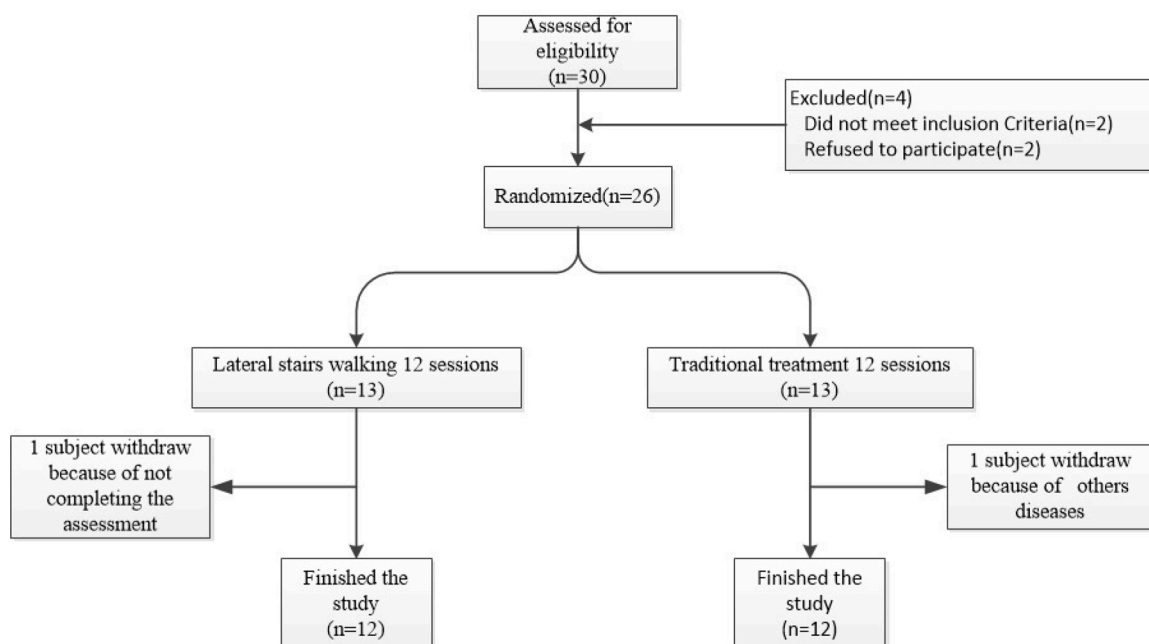 Assessed for
eligibility
(n=30)
Excluded(n=4)
Did not meet inclusion Criteria(n=2)
Refused to participate(n=2)
Randomized(n=26)
Lateral stairs walking 12 sessions
(n=13)
Traditional treatment 12 sessions
(n=13)
1 subject withdraw
because of not
completing the
assessment
1 subject withdraw
because of others
diseases
Finished the
study
(n=12)
Finished the
study
(n=12)